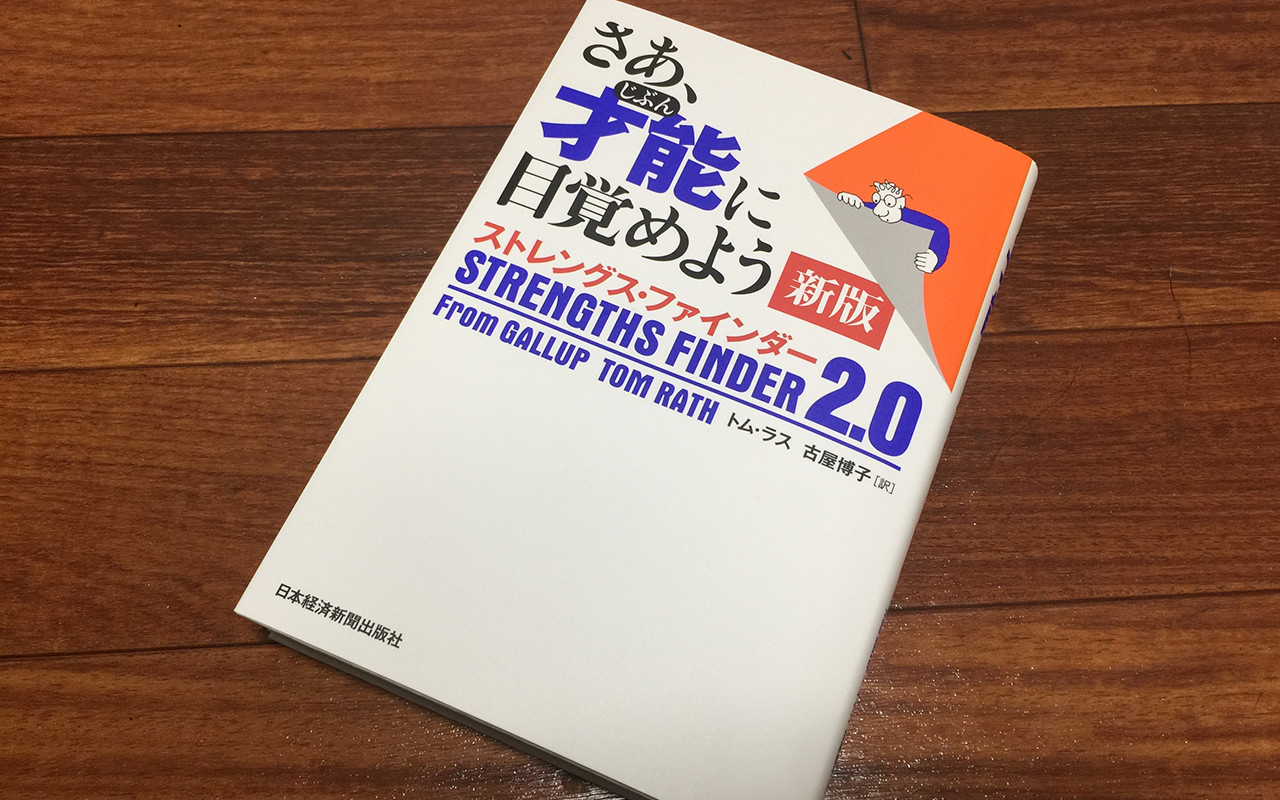 さあ、
じぶん
才能に
目覚めよう
新版
ストレングス・ファインダー
STRENGTHS FINDER 2.0
From GALLUP TOM RATH
トム・ラス 古屋博子[訳]
日本経済新聞出版社